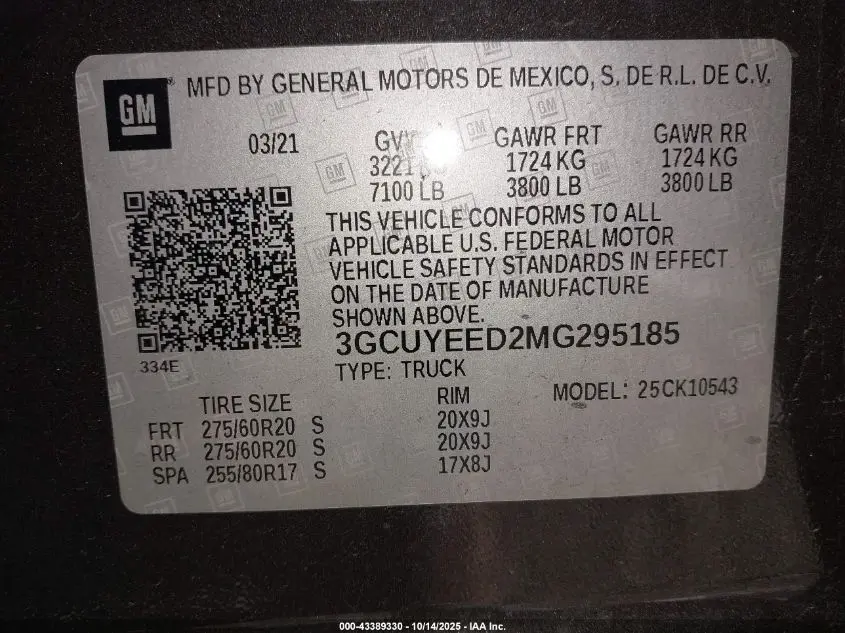 GM
MFD BY GENERAL MOTORS DE MEXICO, S. DE R.L. DE C.V.
03/21 GAWR FRT GAWR RR
1724 KG 1724 KG
7100 LB 3800 LB 3800 LB
THIS VEHICLE CONFORMS TO ALL
APPLICABLE U.S. FEDERAL MOTOR
VEHICLE SAFETY STANDARDS IN EFFECT
ON THE DATE OF MANUFACTURE
SHOWN ABOVE.
3GCUYEED2MG295185
334E
TYPE: TRUCK
MODEL: 25CK10543
TIRE SIZE RIM
FRT 275/60R20 S 20X9J
RR 275/60R20 S 20X9J
SPA 255/80R17 S 17X8J
000-43389330 - 10/14/2025 - IAA Inc.